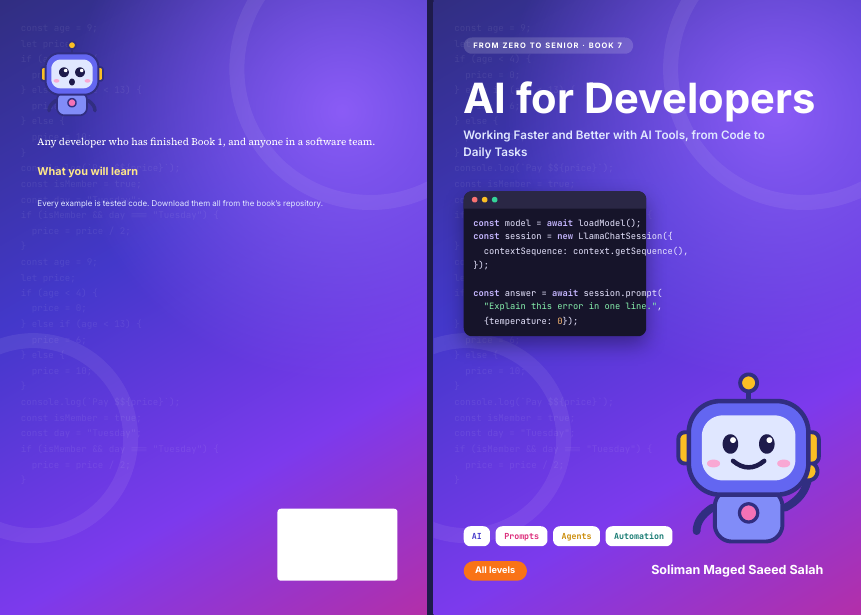 Any developer who has finished Book 1, and anyone in a software team.
What you will learn
Every example is tested code. Download them all from the book's repository.
FROM ZERO TO SENIOR · BOOK 7
AI for Developers
Working Faster and Better with AI Tools, from Code to
Daily Tasks
const model = await loadModel();
const session = new LlamaChatSession({
contextSequence: context.getSequence(),
});
const answer = await session.prompt(
"Explain this error in one line.",
{temperature: 0});
AI
Prompts
Agents
Automation
All levels
Soliman Maged Saeed Salah